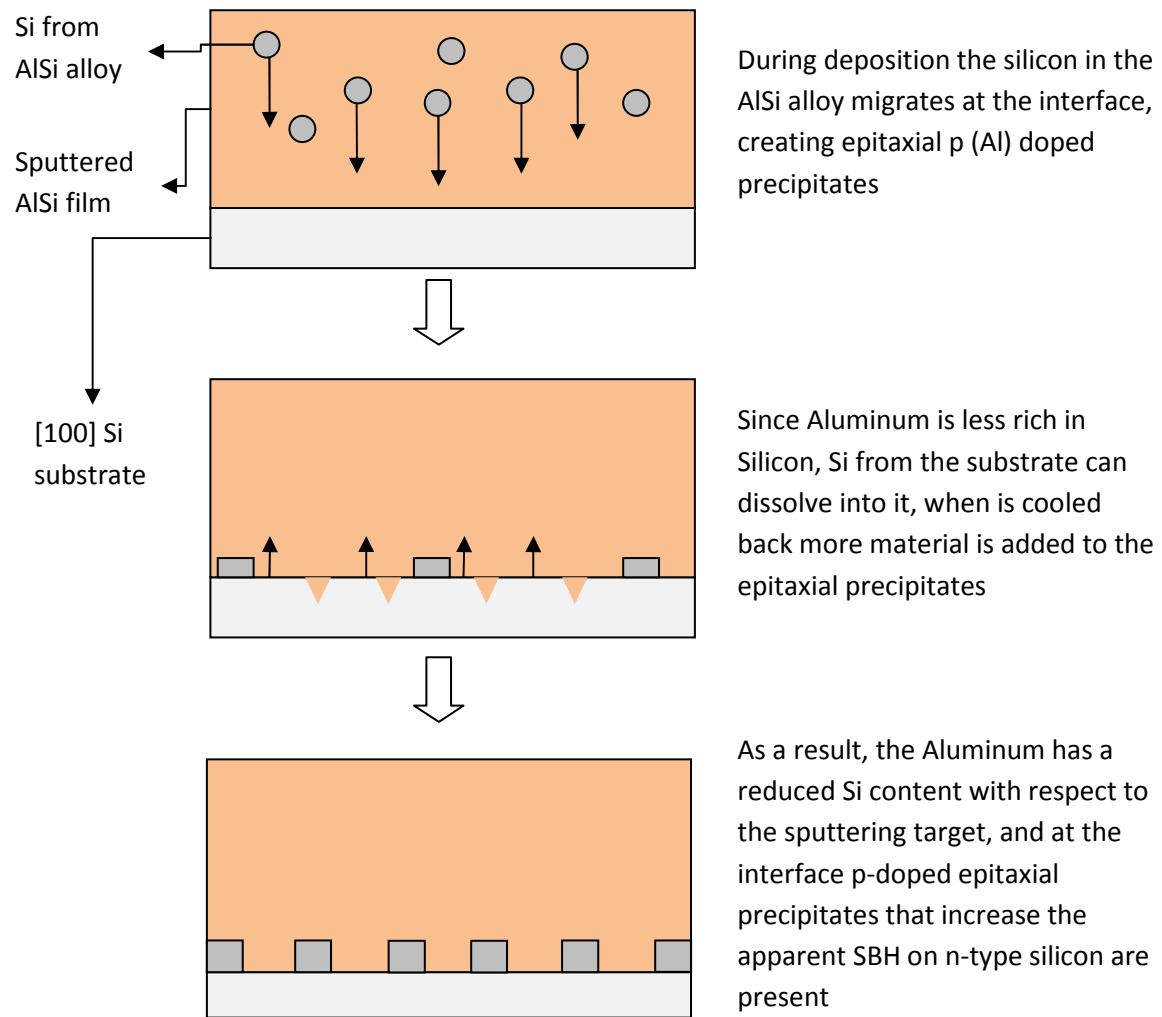 Si from
AlSi alloy
Sputtered
AlSi film
[100] Si
substrate
During deposition the silicon in the
AlSi alloy migrates at the interface,
creating epitaxial p (Al) doped
precipitates
Since Aluminum is less rich in
Silicon, Si from the substrate can
dissolve into it, when is cooled
back more material is added to the
epitaxial precipitates
As a result, the Aluminum has a
reduced Si content with respect to
the sputtering target, and at the
interface p-doped epitaxial
precipitates that increase the
apparent SBH on n-type silicon are
present